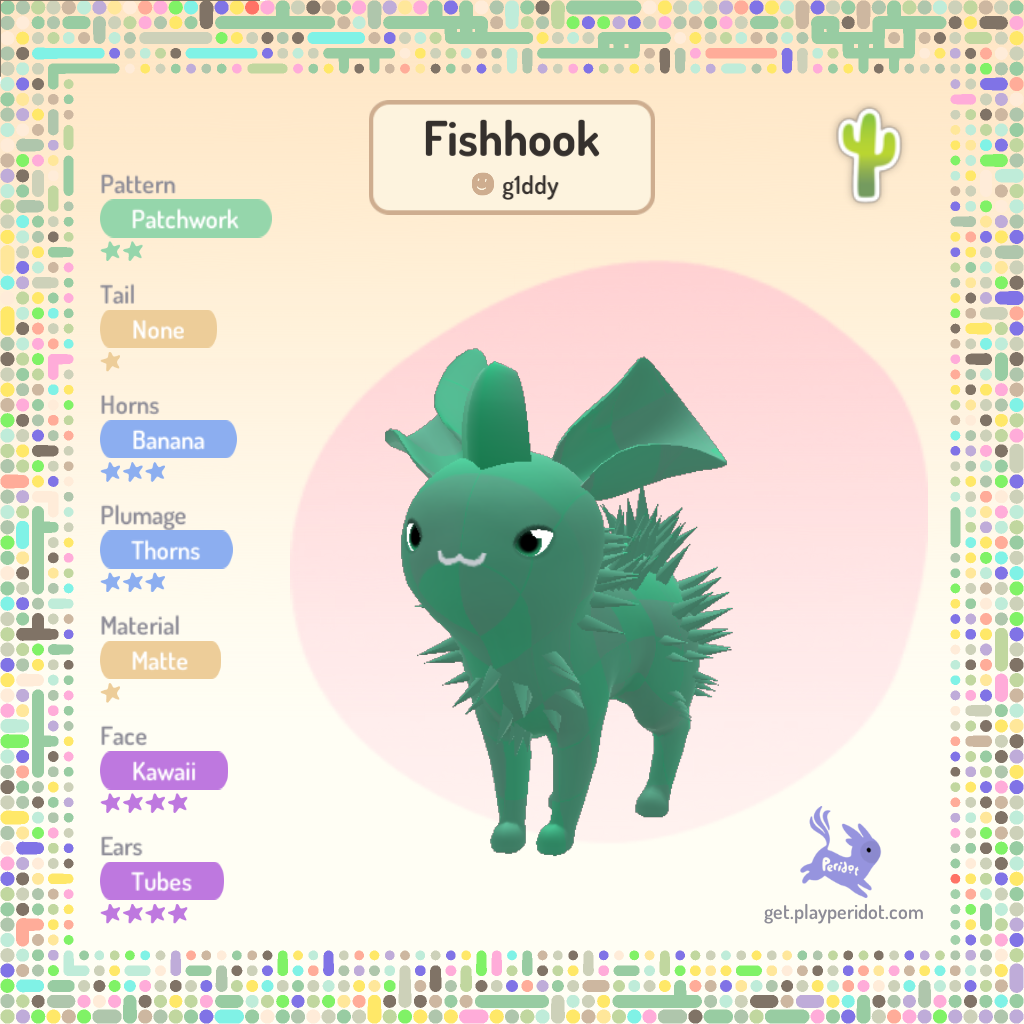 Fishhook
g1ddy
Pattern
Patchwork
Tail
None
Horns
Banana
Plumage
Thorns
Material
Matte
Face
Kawaii
Ears
Tubes
Peridot
get.playperidot.com